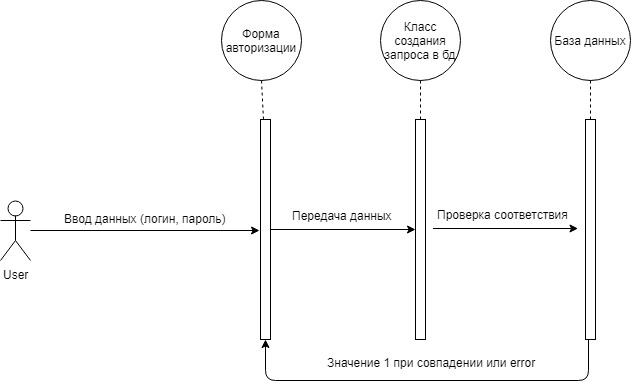 Форма
авторизации
Класс
создания
запроса в бд
База данных
Ввод данных (логин, пароль)
Передача данных
Проверка соответствия
User
Значение 1 при совпадении или error